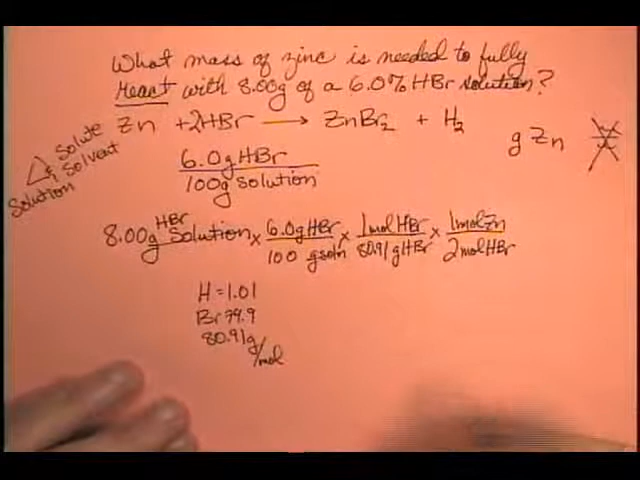 What mass of zinc is needed to fully
react with 8.00g of a 6.0% HBr solution?
Zn + 2HBr → ZnBr₂ + H₂
g Zn
Solute
Solvent
Solution
6.0g HBr
100g solution
8.00g HBr Solution × 6.0g HBr / 100 g soln × 1 mol HBr / 80.91 g HBr × 1 mol Zn / 2 mol HBr
H = 1.01
Br 79.9
80.91g/mol